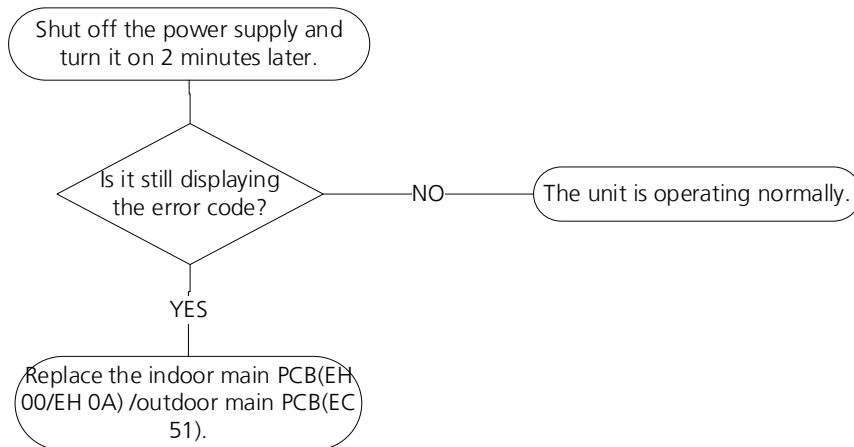 Shut off the power supply and
turn it on 2 minutes later.
Is it still displaying
the error code?
NO
The unit is operating normally.
YES
Replace the indoor main PCB(EH
00/EH 0A) /outdoor main PCB(EC
51).